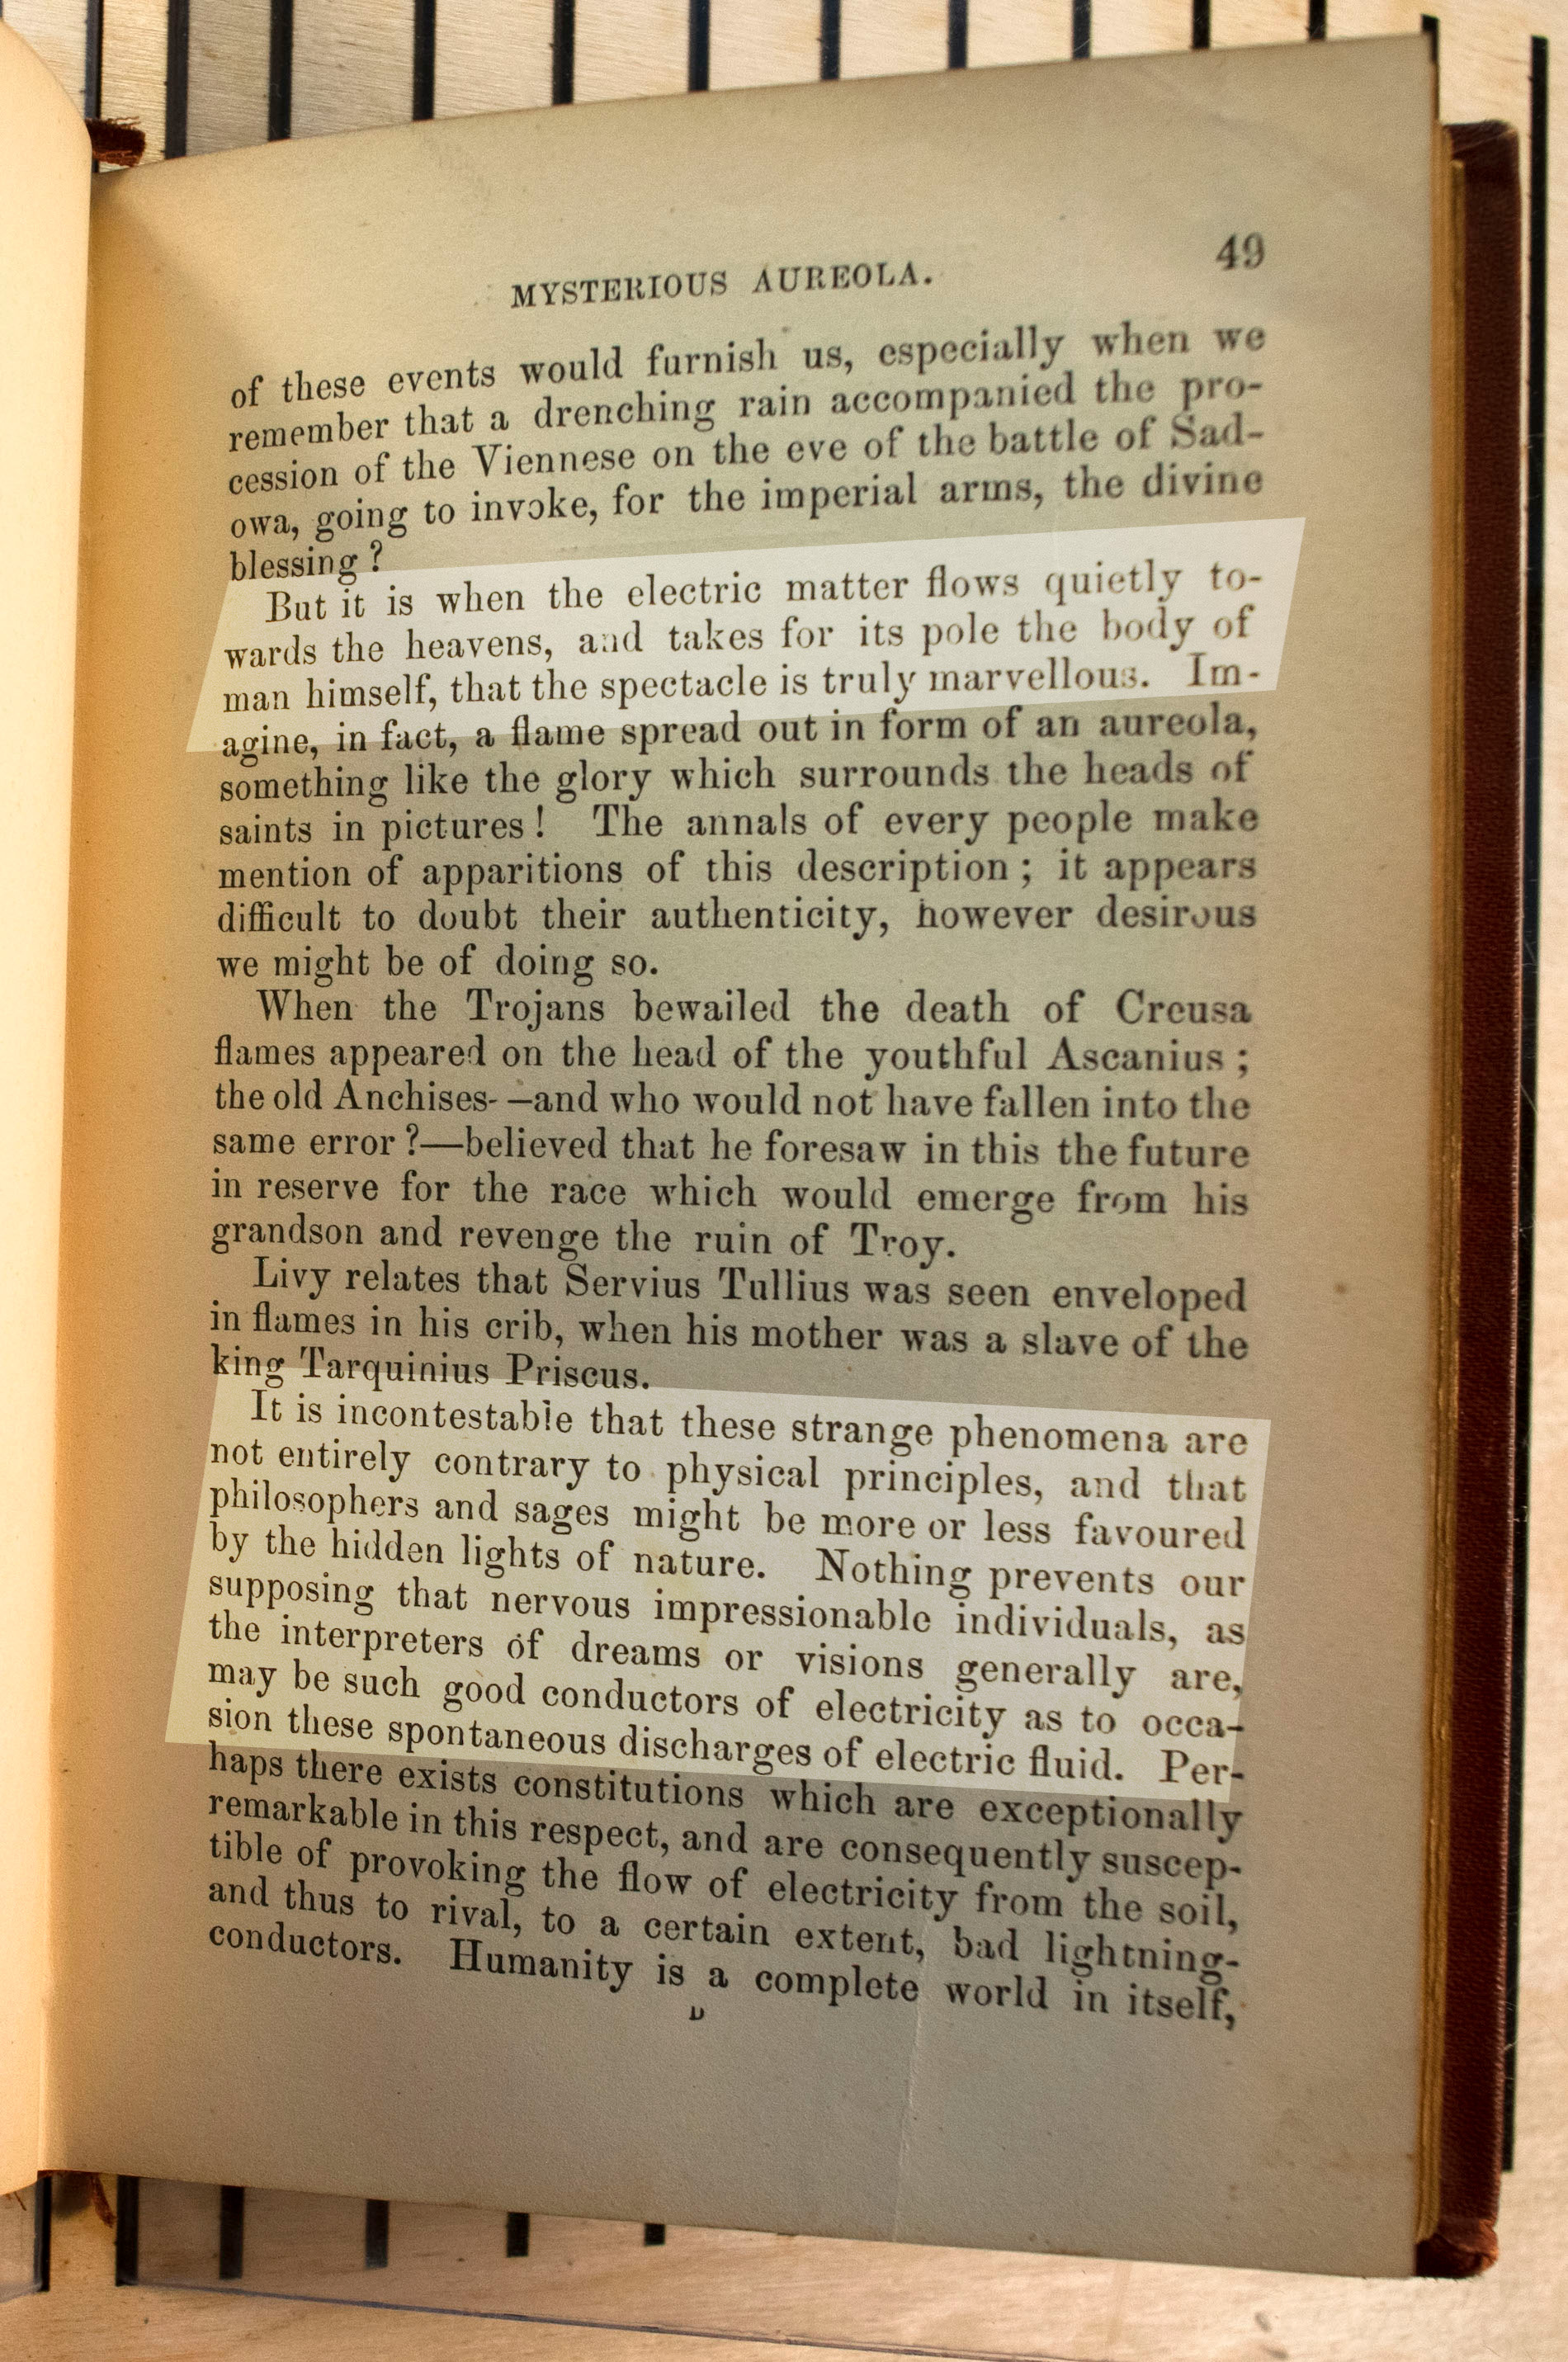 49
MYSTERIOUS AUREOLA.
of these events would furnish us, especially when we
remember that a drenching rain accompanied the pro-
cession of the Viennese on the eve of the battle of Sad-
owa, going to invoke, for the imperial arms, the divine
blessing ?
But it is when the electric matter flows quietly to-
wards the heavens, and takes for its pole the body of
man himself, that the spectacle is truly marvellous. Im-
agine, in fact, a flame spread out in form of an aureola,
something like the glory which surrounds the heads of
saints in pictures ! The annals of every people make
mention of apparitions of this description ; it appears
difficult to doubt their authenticity, however desirous
we might be of doing so.
When the Trojans bewailed the death of Creusa
flames appeared on the head of the youthful Ascanius ;
the old Anchises- —and who would not have fallen into the
same error ?—believed that he foresaw in this the future
in reserve for the race which would emerge from his
grandson and revenge the ruin of Troy.
Livy relates that Servius Tullius was seen enveloped
in flames in his crib, when his mother was a slave of the
king Tarquinius Priscus.
It is incontestable that these strange phenomena are
not entirely contrary to physical principles, and that
philosophers and sages might be more or less favoured
by the hidden lights of nature. Nothing prevents our
supposing that nervous impressionable individuals, as
the interpreters of dreams or visions generally are,
may be such good conductors of electricity as to occa-
sion these spontaneous discharges of electric fluid. Per-
haps there exists constitutions which are exceptionally
remarkable in this respect, and are consequently suscep-
tible of provoking the flow of electricity from the soil,
and thus to rival, to a certain extent, bad lightning-
conductors. Humanity is a complete world in itself,
D